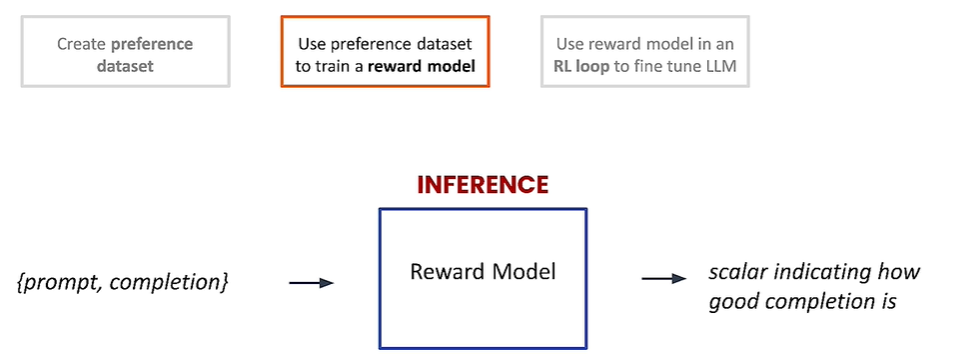 Create preference
dataset
Use preference dataset
to train a reward model
Use reward model in an
RL loop to fine tune LLM
INFERENCE
{prompt, completion}
Reward Model
scalar indicating how
good completion is